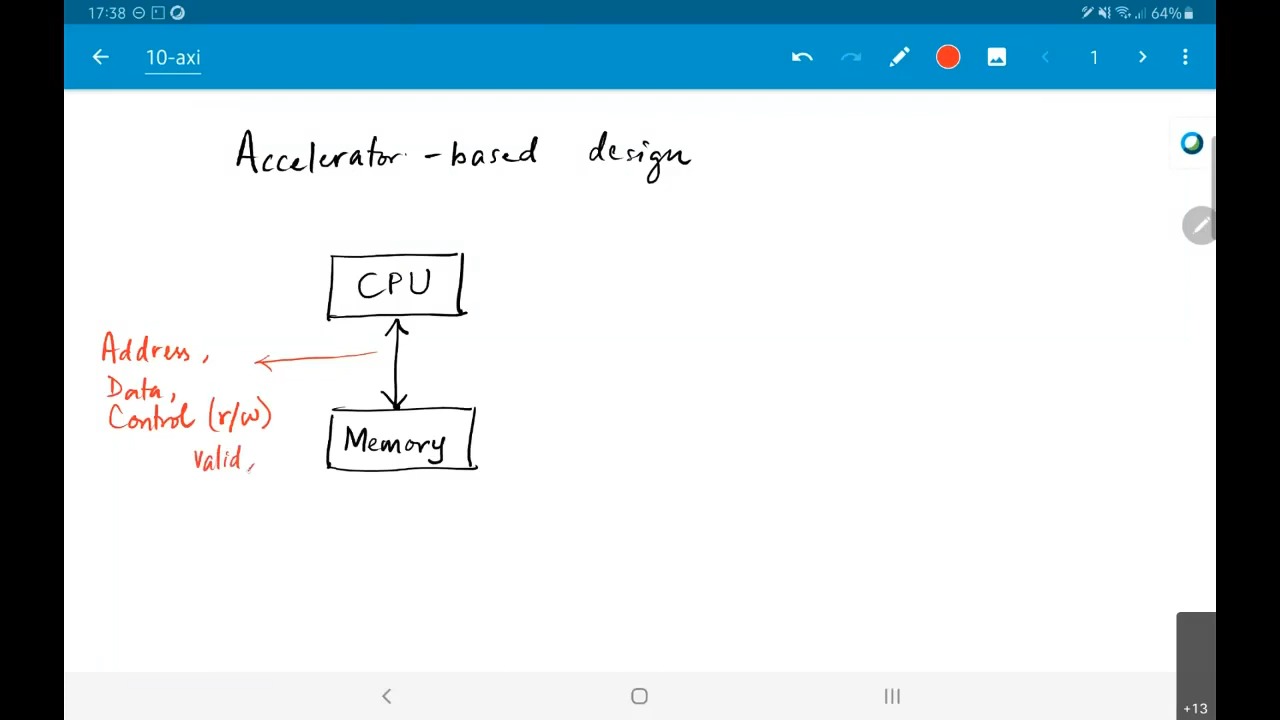 17:38
64%
10-axi
1
Accelerator-based design
CPU
Address,
Data,
Control (r/w)
valid,
Memory
+13